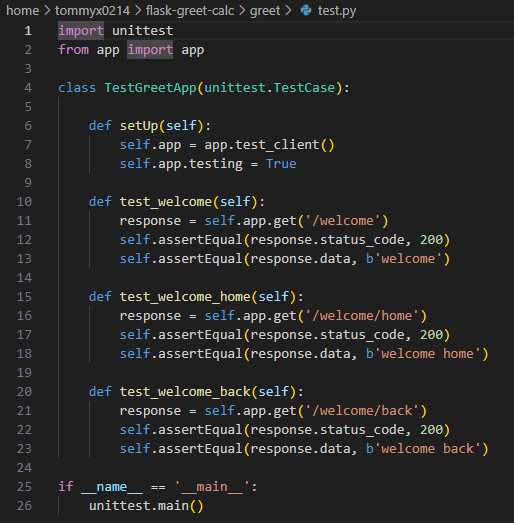 home > tommyx0214 > flask-greet-calc > greet > test.py
1 import unittest
2 from app import app
3
4 class TestGreetApp(unittest.TestCase):
5
6     def setUp(self):
7         self.app = app.test_client()
8         self.app.testing = True
9
10     def test_welcome(self):
11         response = self.app.get('/welcome')
12         self.assertEqual(response.status_code, 200)
13         self.assertEqual(response.data, b'welcome')
14
15     def test_welcome_home(self):
16         response = self.app.get('/welcome/home')
17         self.assertEqual(response.status_code, 200)
18         self.assertEqual(response.data, b'welcome home')
19
20     def test_welcome_back(self):
21         response = self.app.get('/welcome/back')
22         self.assertEqual(response.status_code, 200)
23         self.assertEqual(response.data, b'welcome back')
24
25 if __name__ == '__main__':
26     unittest.main()